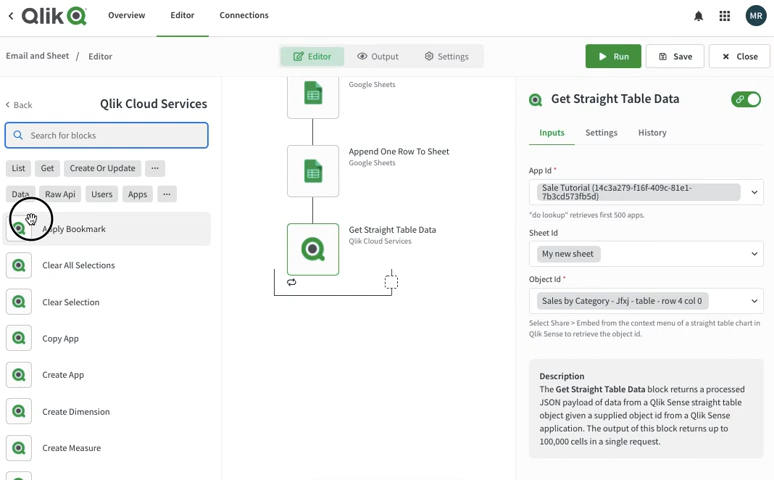 Qlik
Overview
Editor
Connections
MR
Email and Sheet / Editor
Editor
Output
Settings
Run
Save
Close
Back
Qlik Cloud Services
Search for blocks
List
Get
Create Or Update
...
Data
Raw Api
Users
Apps
...
Apply Bookmark
Clear All Selections
Clear Selection
Copy App
Create App
Create Dimension
Create Measure
Google Sheets
Append One Row To Sheet
Google Sheets
Get Straight Table Data
Qlik Cloud Services
Get Straight Table Data
Inputs
Settings
History
App Id *
Sale Tutorial (14c3a279-f16f-409c-81e1-
7b3cd573fb5d)
"do lookup" retrieves first 500 apps.
Sheet Id
My new sheet
Object Id *
Sales by Category - Jfxj - table - row 4 col 0
Select Share > Embed from the context menu of a straight table chart in
Qlik Sense to retrieve the object id.
Description
The Get Straight Table Data block returns a processed
JSON payload of data from a Qlik Sense straight table
object given a supplied object id from a Qlik Sense
application. The output of this block returns up to
100,000 cells in a single request.